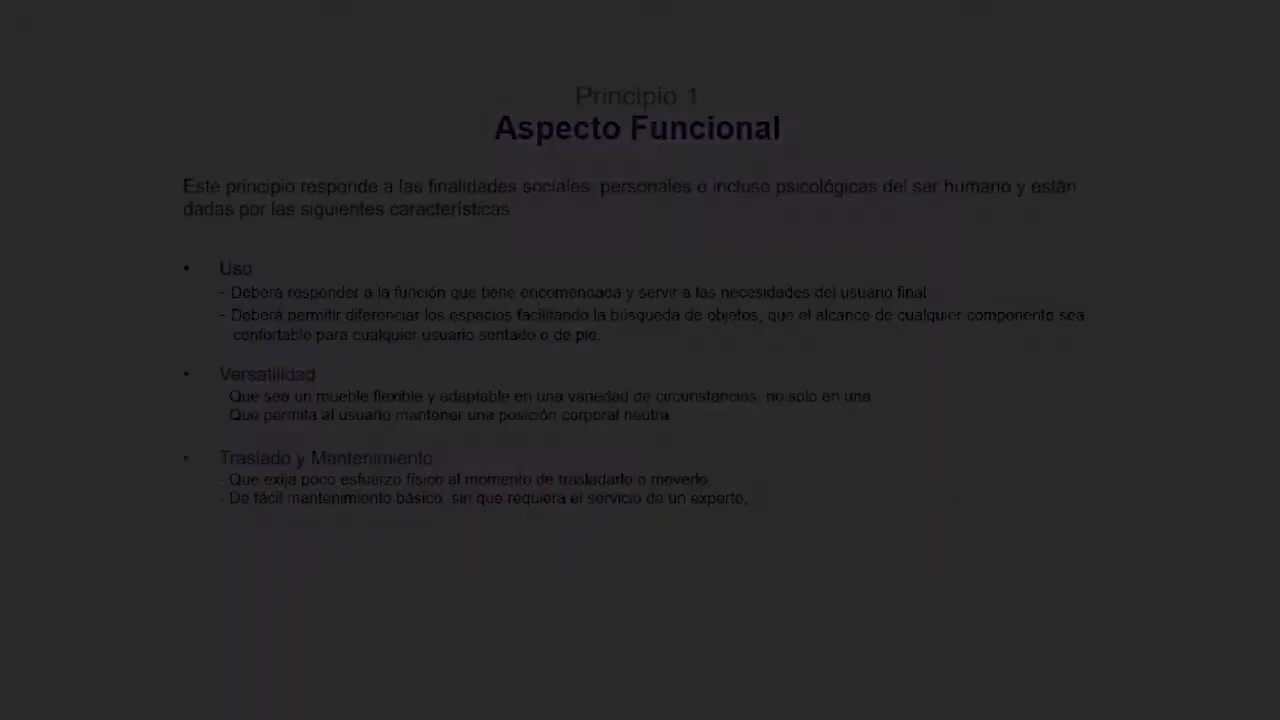 Principio 1
Aspecto Funcional
Este principio responde a las finalidades sociales, personales e incluso psicológicas del ser humano y están
dadas por las siguientes características
• Uso
- Deberá responder a la función que tiene encomendada y servir a las necesidades del usuario final
- Deberá permitir diferenciar los espacios facilitando la búsqueda de objetos, que el alcance de cualquier componente sea
confortable para cualquier usuario sentado o de pie.
• Versatilidad
Que sea un mueble flexible y adaptable en una variedad de circunstancias, no solo en una
Que permita al usuario mantener una posición corporal neutra
• Traslado y Mantenimiento
- Que exija poco esfuerzo físico al momento de trasladarlo o moverlo.
- De fácil mantenimiento básico, sin que requiera el servicio de un experto,